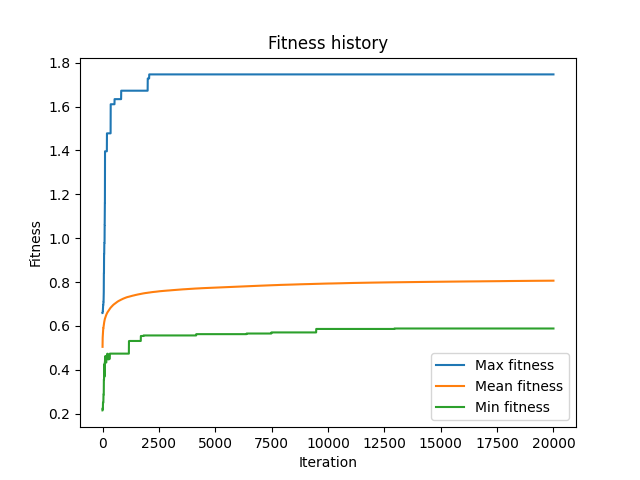 Fitness history
Fitness
1.8
1.6
1.4
1.2
1.0
0.8
0.6
0.4
0.2
0 2500 5000 7500 10000 12500 15000 17500 20000
Iteration
Max fitness
Mean fitness
Min fitness